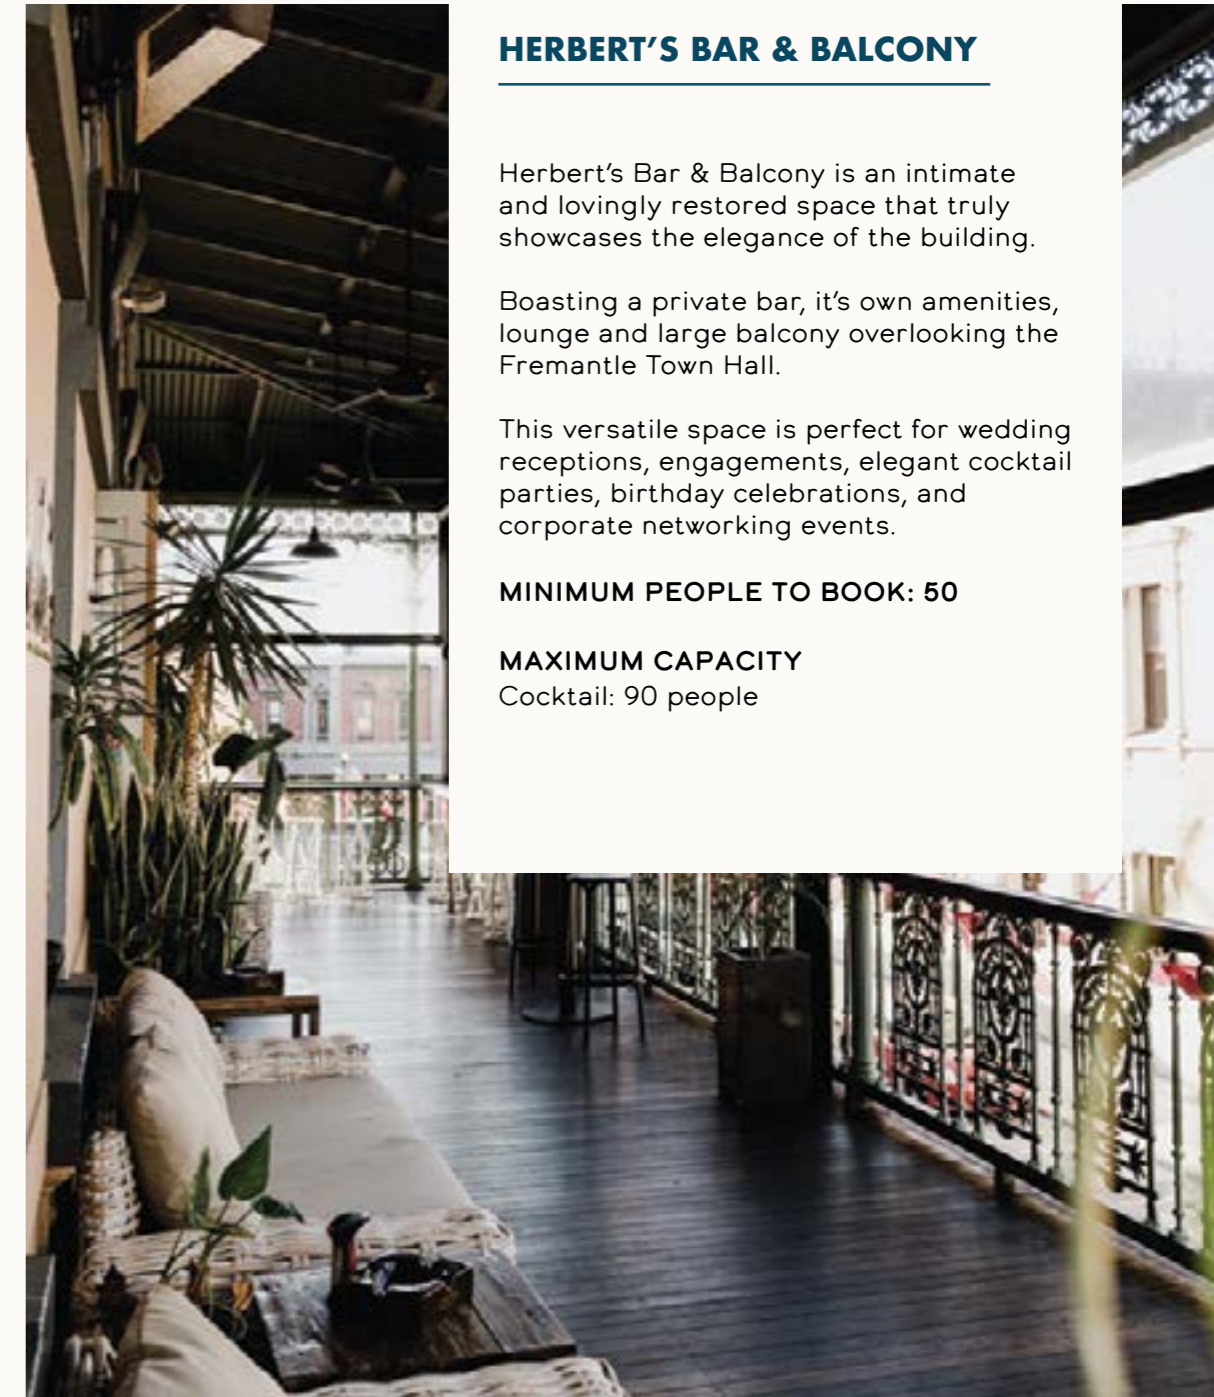 HERBERT’S BAR & BALCONY
Herbert’s Bar & Balcony is an intimate
and lovingly restored space that truly
showcases the elegance of the building.
Boasting a private bar, it’s own amenities,
lounge and large balcony overlooking the
Fremantle Town Hall.
This versatile space is perfect for wedding
receptions, engagements, elegant cocktail
parties, birthday celebrations, and
corporate networking events.
MINIMUM PEOPLE TO BOOK: 50
MAXIMUM CAPACITY
Cocktail: 90 people